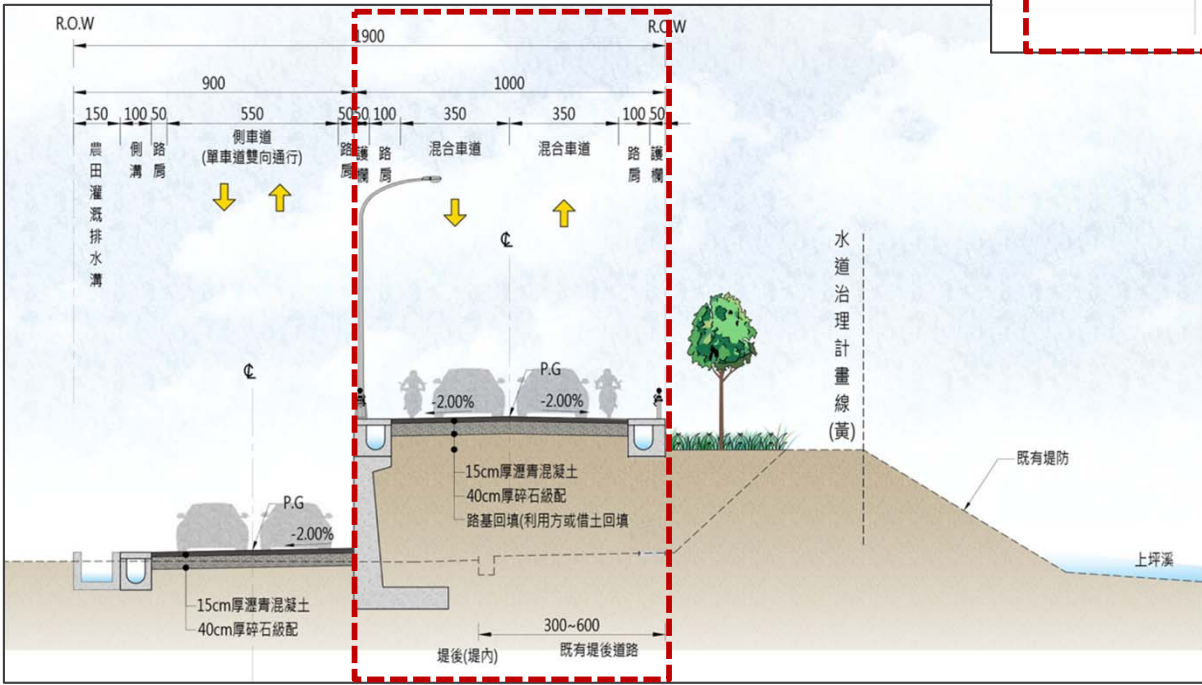 R.O.W
R.O.W
1900
900
1000
150
100
50
550
50
50
100
350
350
100
50
農田灌溉排水溝
側溝
路肩
側車道
(單車道雙向通行)
路肩
護欄
路肩
混合車道
混合車道
路肩
護欄
℄
℄
水道治理計畫線(黃)
P.G
-2.00%
-2.00%
既有堤防
15cm厚瀝青混凝土
40cm厚碎石級配
路基回填(利用方或借土回填
P.G
-2.00%
上坪溪
15cm厚瀝青混凝土
40cm厚碎石級配
300~600
堤後(堤內)
既有堤後道路